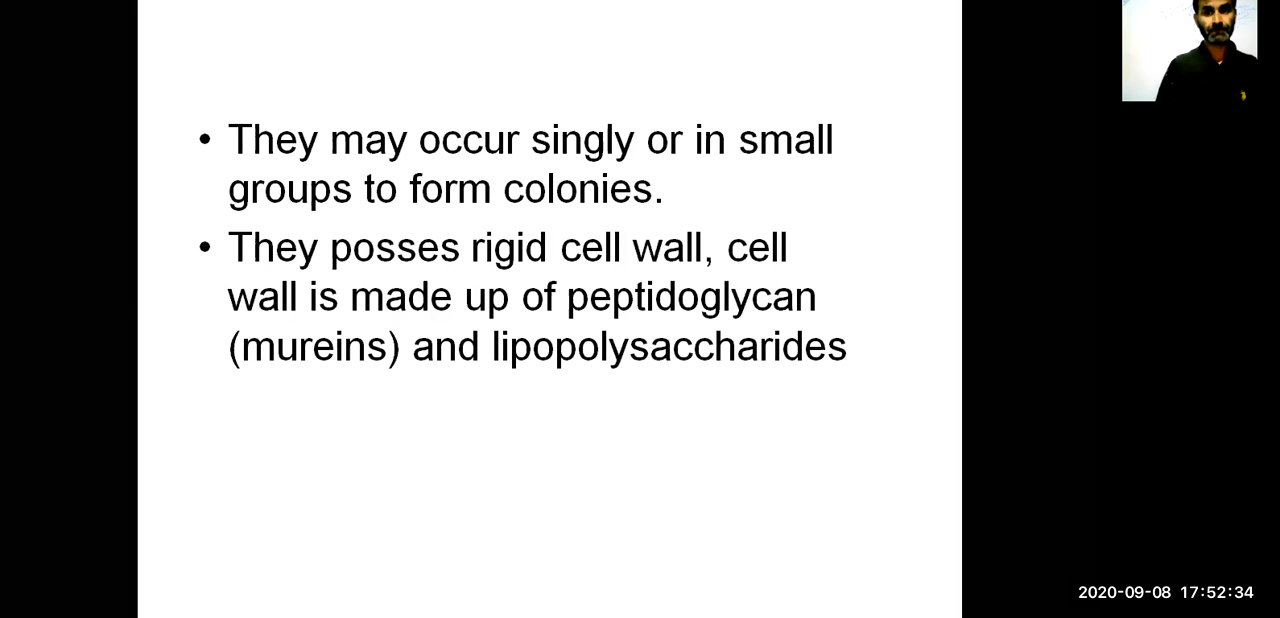 • They may occur singly or in small
groups to form colonies.
• They posses rigid cell wall, cell
wall is made up of peptidoglycan
(mureins) and lipopolysaccharides
2020-09-08 17:52:34